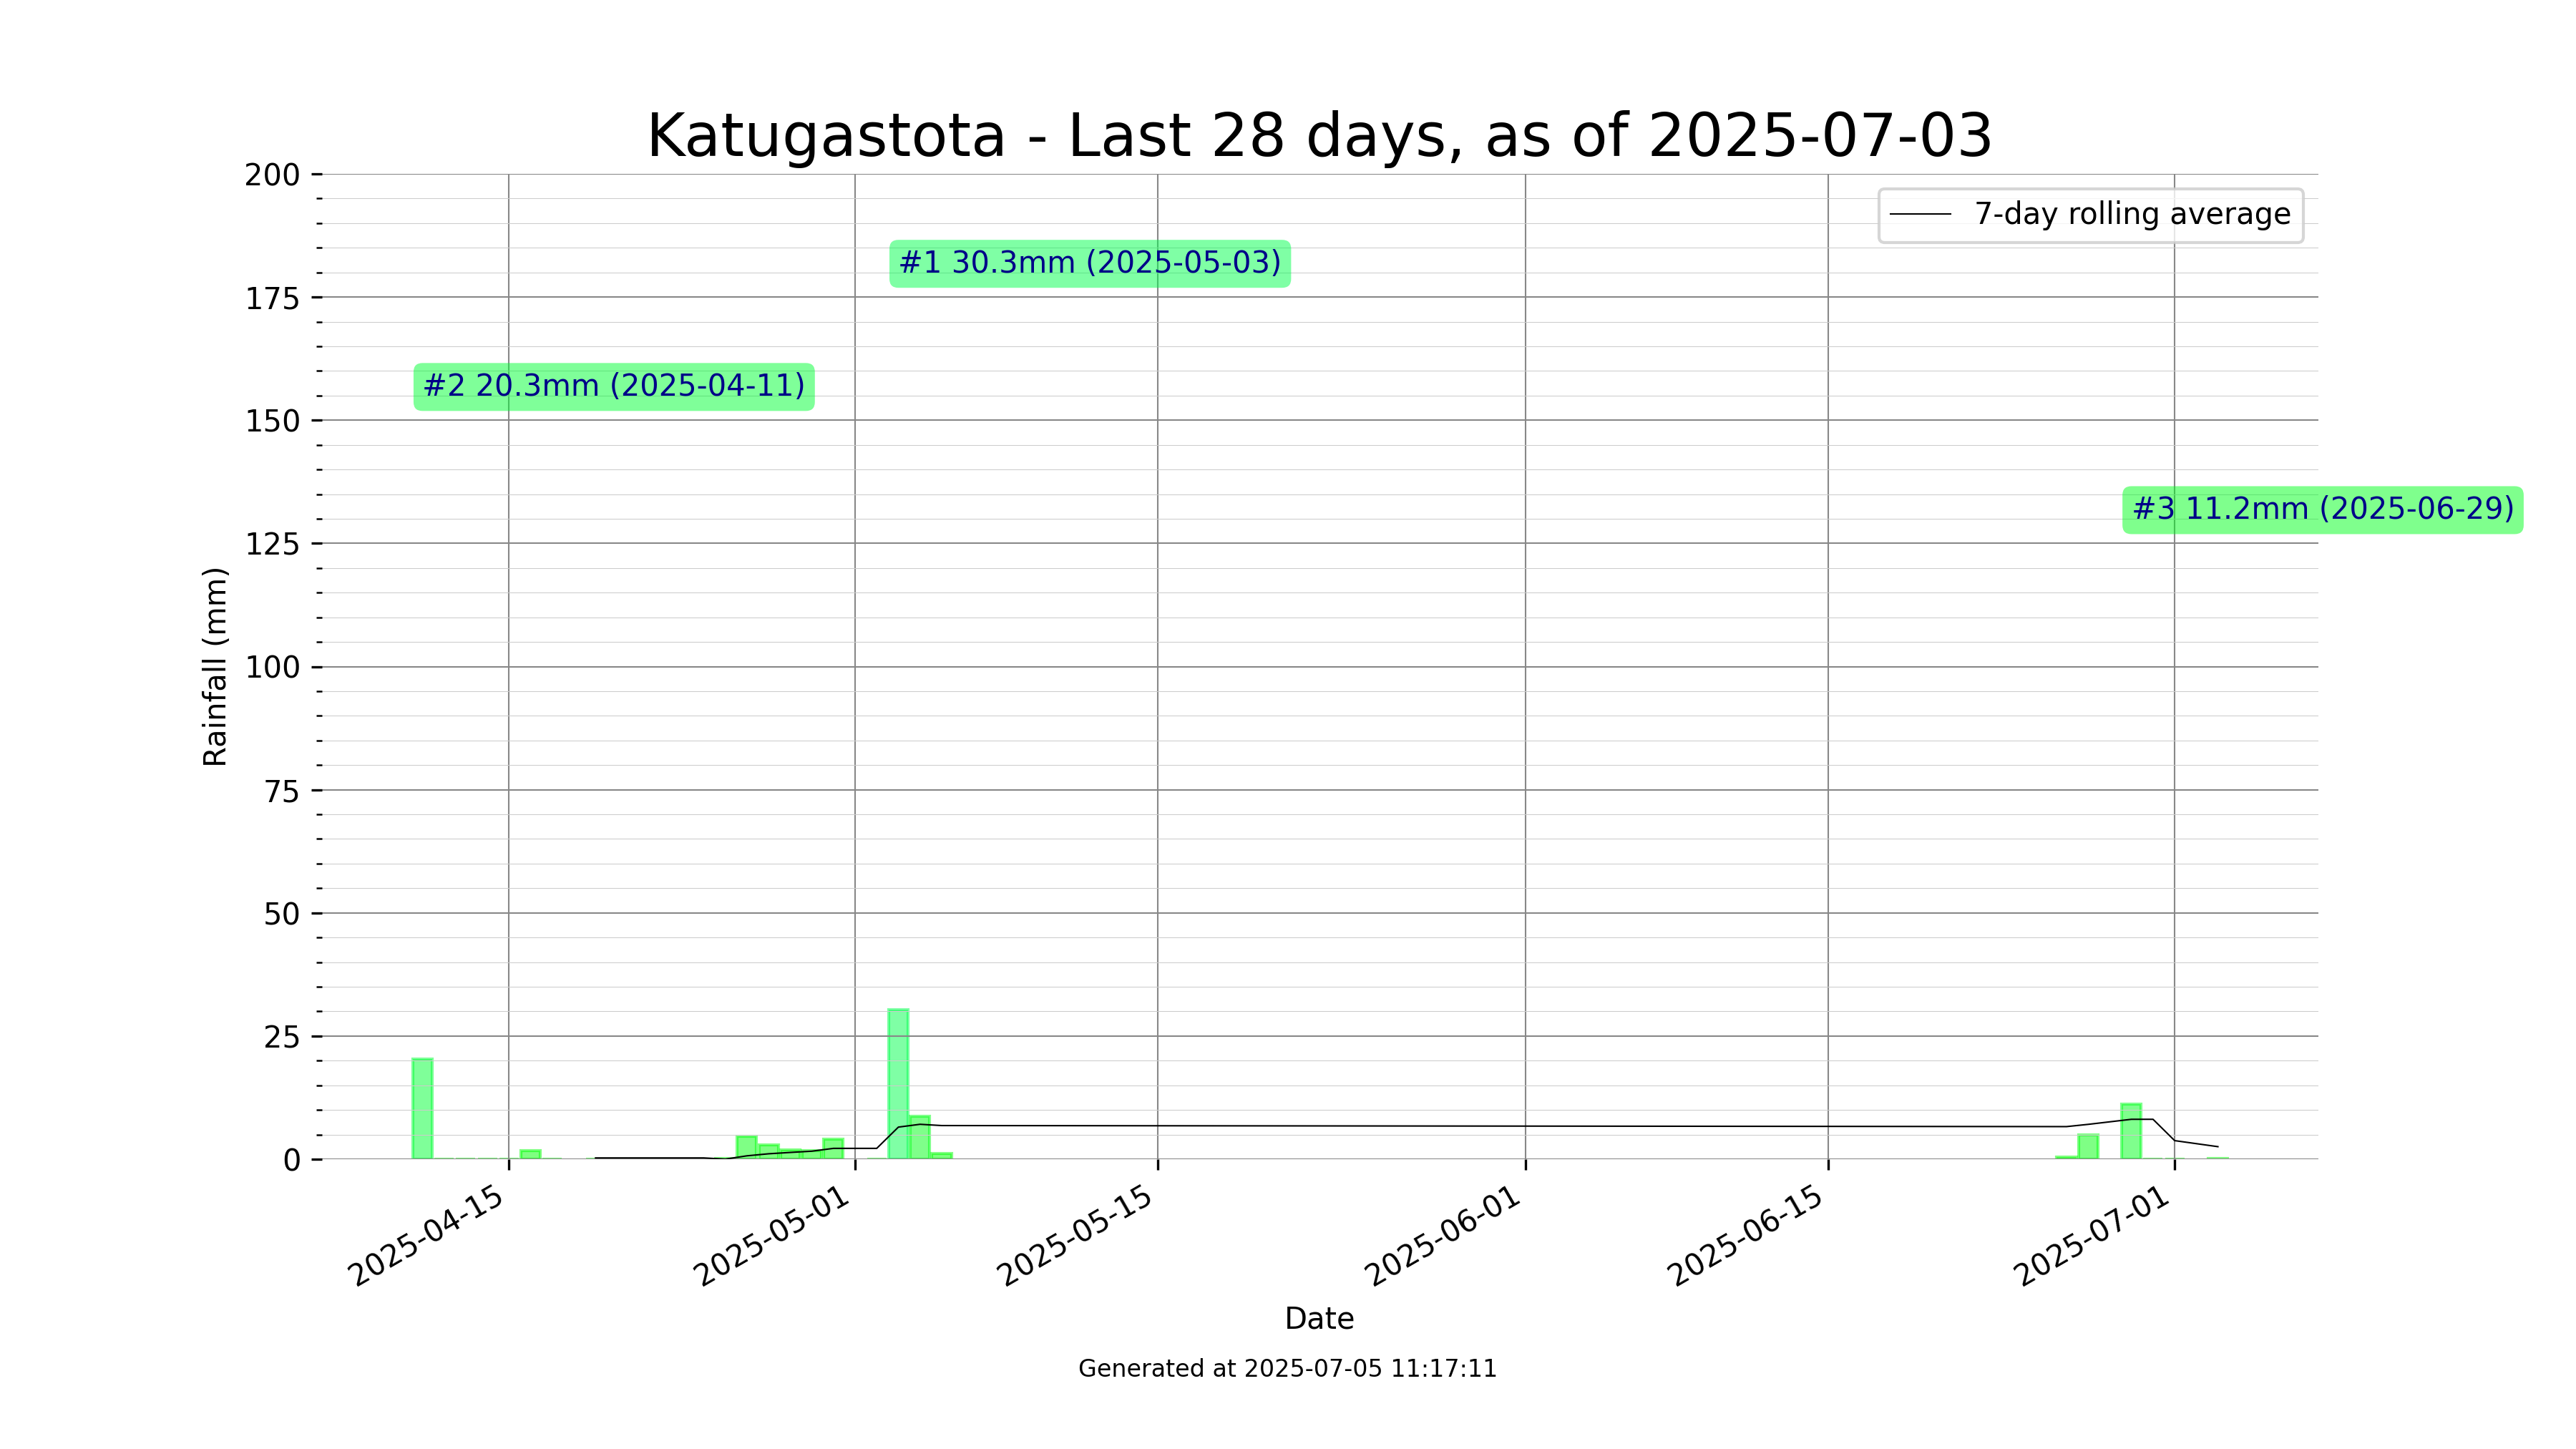 Katugastota - Last 28 days, as of 2025-07-03
200
175
150
125
100
75
50
25
0
Rainfall (mm)
7-day rolling average
#1 30.3mm (2025-05-03)
#2 20.3mm (2025-04-11)
#3 11.2mm (2025-06-29)
2025-04-15
2025-05-01
2025-05-15
2025-06-01
2025-06-15
2025-07-01
Date
Generated at 2025-07-05 11:17:11